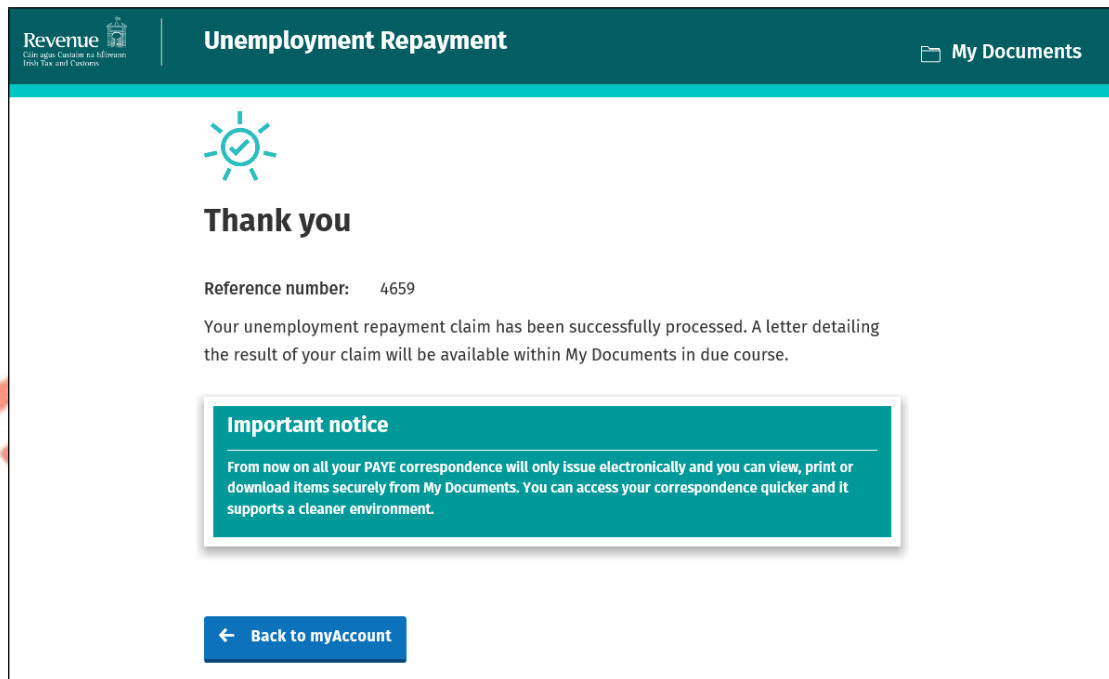 Revenue
Cáin agus Custaim na hÉireann
Irish Tax and Customs
Unemployment Repayment
My Documents
Thank you
Reference number: 4659
Your unemployment repayment claim has been successfully processed. A letter detailing
the result of your claim will be available within My Documents in due course.
Important notice
From now on all your PAYE correspondence will only issue electronically and you can view, print or
download items securely from My Documents. You can access your correspondence quicker and it
supports a cleaner environment.
Back to myAccount